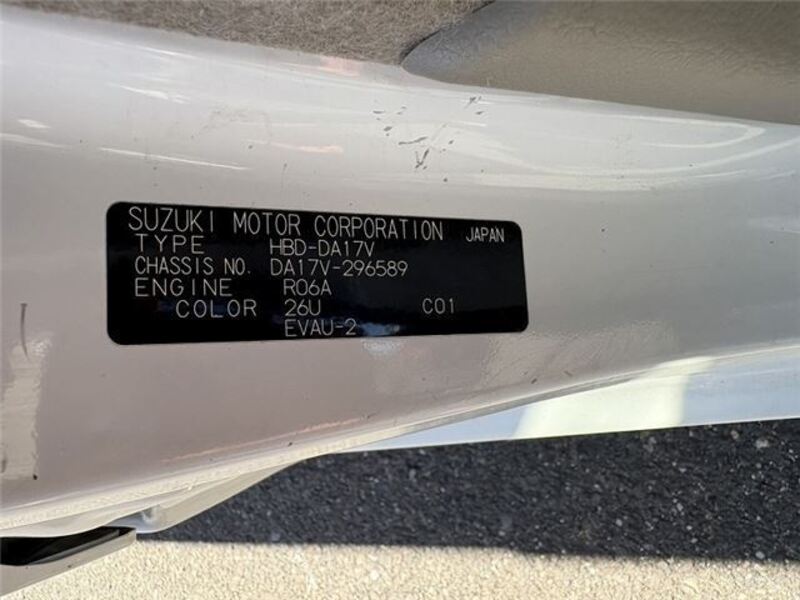 SUZUKI MOTOR CORPORATION JAPAN
TYPE HBD-DA17V
CHASSIS NO. DA17V-296589
ENGINE R06A
COLOR 26U C01
EVAU-2